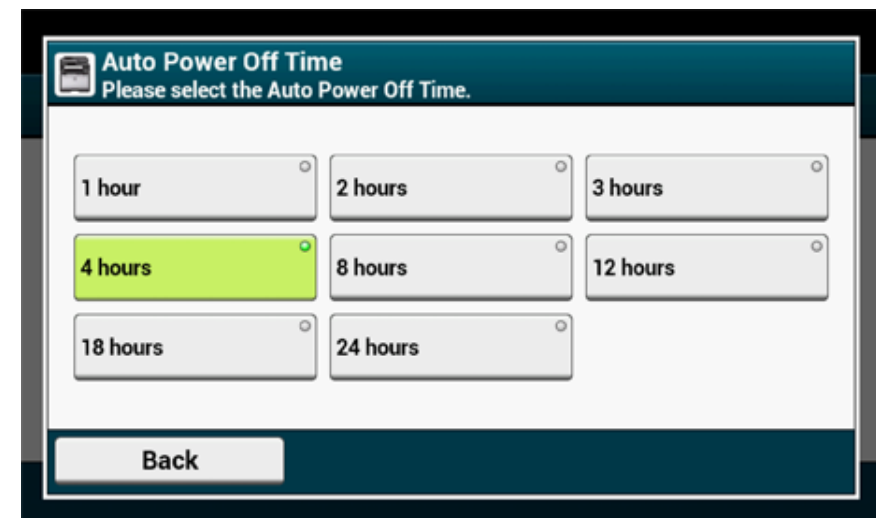 Auto Power Off Time
Please select the Auto Power Off Time.
1 hour
2 hours
3 hours
4 hours
8 hours
12 hours
18 hours
24 hours
Back